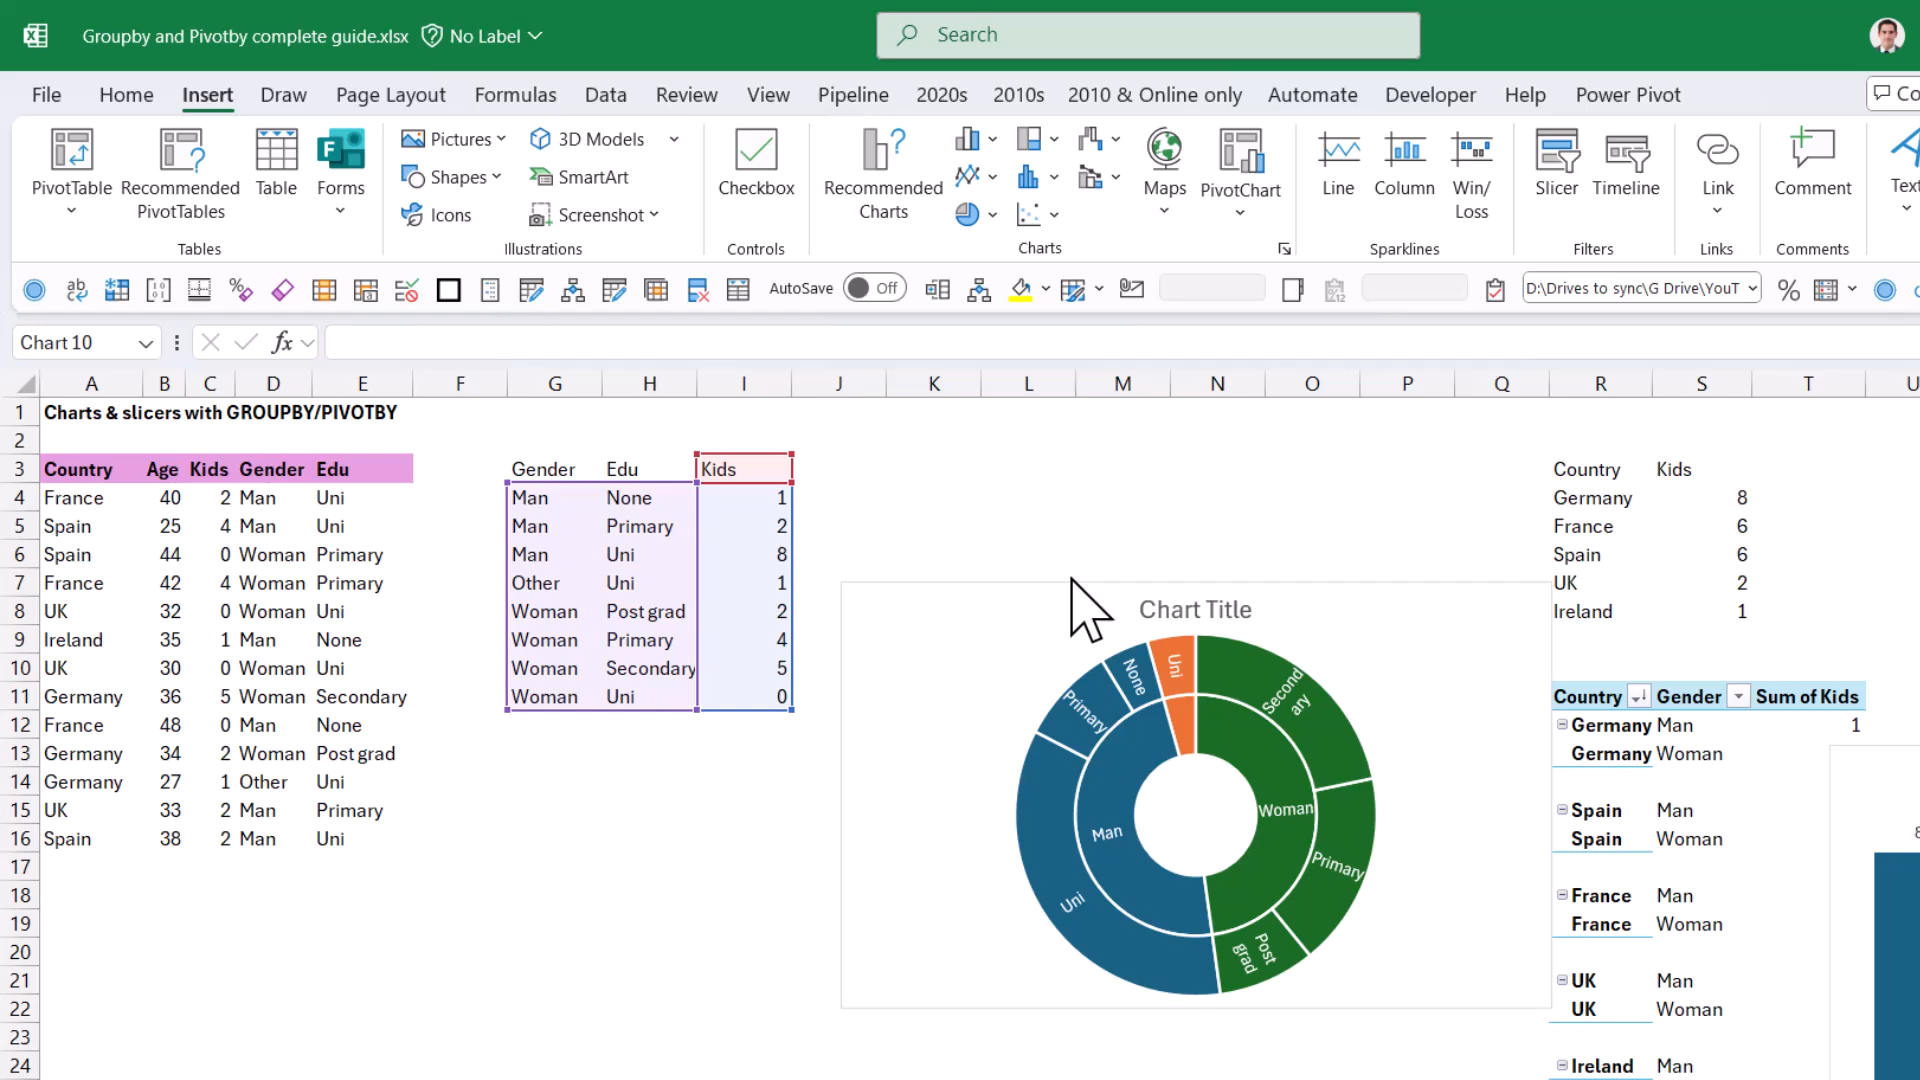 Groupby and Pivotby complete guide.xlsx No Label
Search
File Home Insert Draw Page Layout Formulas Data Review View Pipeline 2020s 2010s 2010 & Online only Automate Developer Help Power Pivot
PivotTable
Recommended PivotTables
Table
Forms
Tables
Pictures
Shapes
Icons
3D Models
SmartArt
Screenshot
Illustrations
Checkbox
Controls
Recommended Charts
Maps
PivotChart
Charts
Line
Column
Win/ Loss
Sparklines
Slicer
Timeline
Filters
Link
Links
Comment
Comments
AutoSave Off D:\Drives to sync\G Drive\YouT
Chart 10 fx
A B C D E F G H I J K L M N O P Q R S T U
1 Charts & slicers with GROUPBY/PIVOTBY
2
3 Country Age Kids Gender Edu Gender Edu Kids Country Kids
4 France 40 2 Man Uni Man None 1 Germany 8
5 Spain 25 4 Man Uni Man Primary 2 France 6
6 Spain 44 0 Woman Primary Man Uni 8 Spain 6
7 France 42 4 Woman Primary Other Uni 1 UK 2
8 UK 32 0 Woman Uni Woman Post grad 2 Ireland 1
9 Ireland 35 1 Man None Woman Primary 4
10 UK 30 0 Woman Uni Woman Secondary 5
11 Germany 36 5 Woman Secondary Woman Uni 0 Country Gender Sum of Kids
12 France 48 0 Man None Germany Man 1
13 Germany 34 2 Woman Post grad Germany Woman
14 Germany 27 1 Other Uni
15 UK 33 2 Man Primary Spain Man
16 Spain 38 2 Man Uni Spain Woman
17
18 France Man
19 France Woman
20
21 UK Man
22 UK Woman
23
24 Ireland Man
Chart Title
Uni
None
Primary
Secondary
Man
Woman
Primary
Uni
Post grad